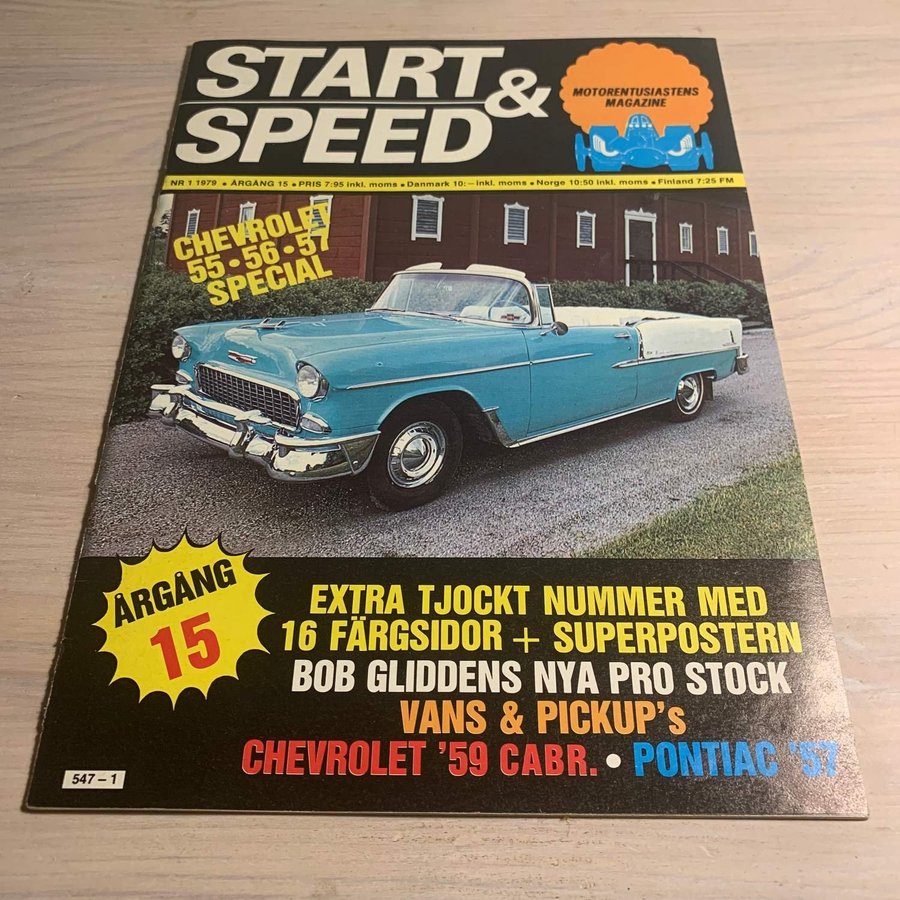 START &
SPEED
MOTORENTUSIASTENS
MAGAZINE
NR 1 1979 • ÅRGÅNG 15 • PRIS 7:95 inkl. moms • Danmark 10:— inkl. moms • Norge 10:50 inkl. moms • Finland 7:25 FM
CHEVROLET
55 • 56 • 57
SPECIAL
ÅRGÅNG
15
EXTRA TJOCKT NUMMER MED
16 FÄRGSIDOR + SUPERPOSTERN
BOB GLIDDENS NYA PRO STOCK
VANS & PICKUP's
CHEVROLET '59 CABR. • PONTIAC '57
547 – 1